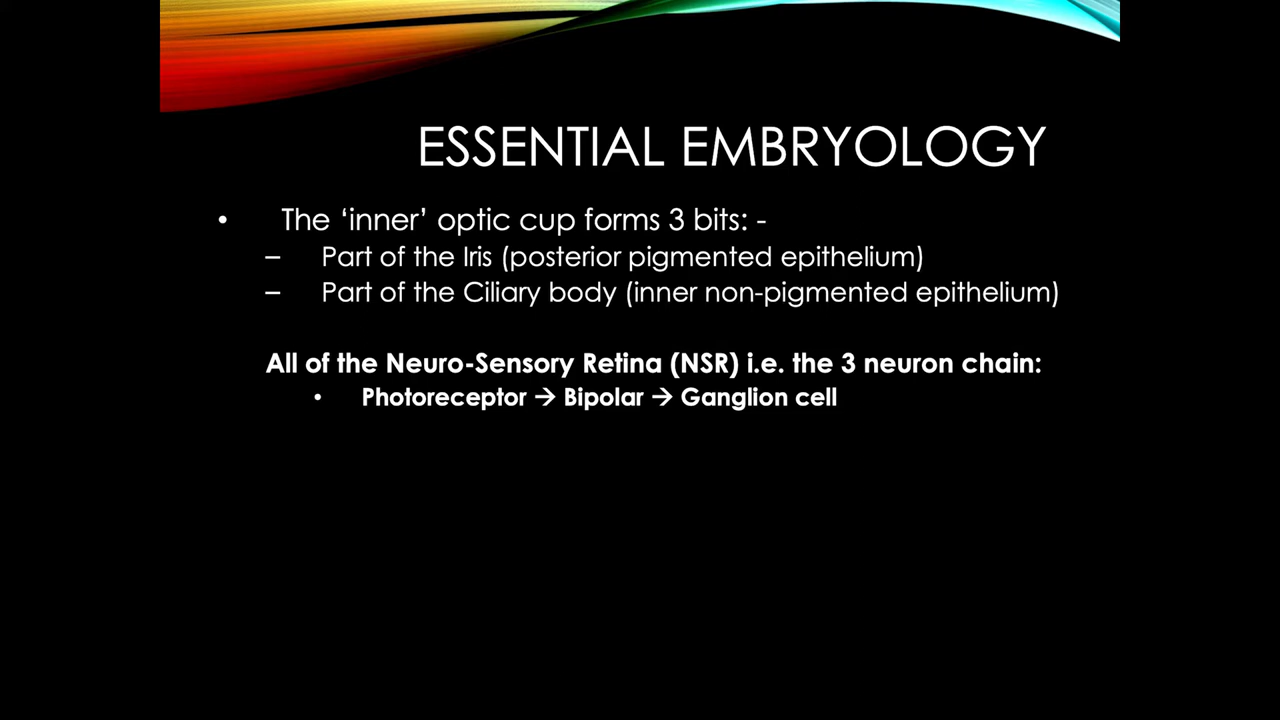 ESSENTIAL EMBRYOLOGY
• The ‘inner’ optic cup forms 3 bits: -
– Part of the Iris (posterior pigmented epithelium)
– Part of the Ciliary body (inner non-pigmented epithelium)
All of the Neuro-Sensory Retina (NSR) i.e. the 3 neuron chain:
• Photoreceptor → Bipolar → Ganglion cell